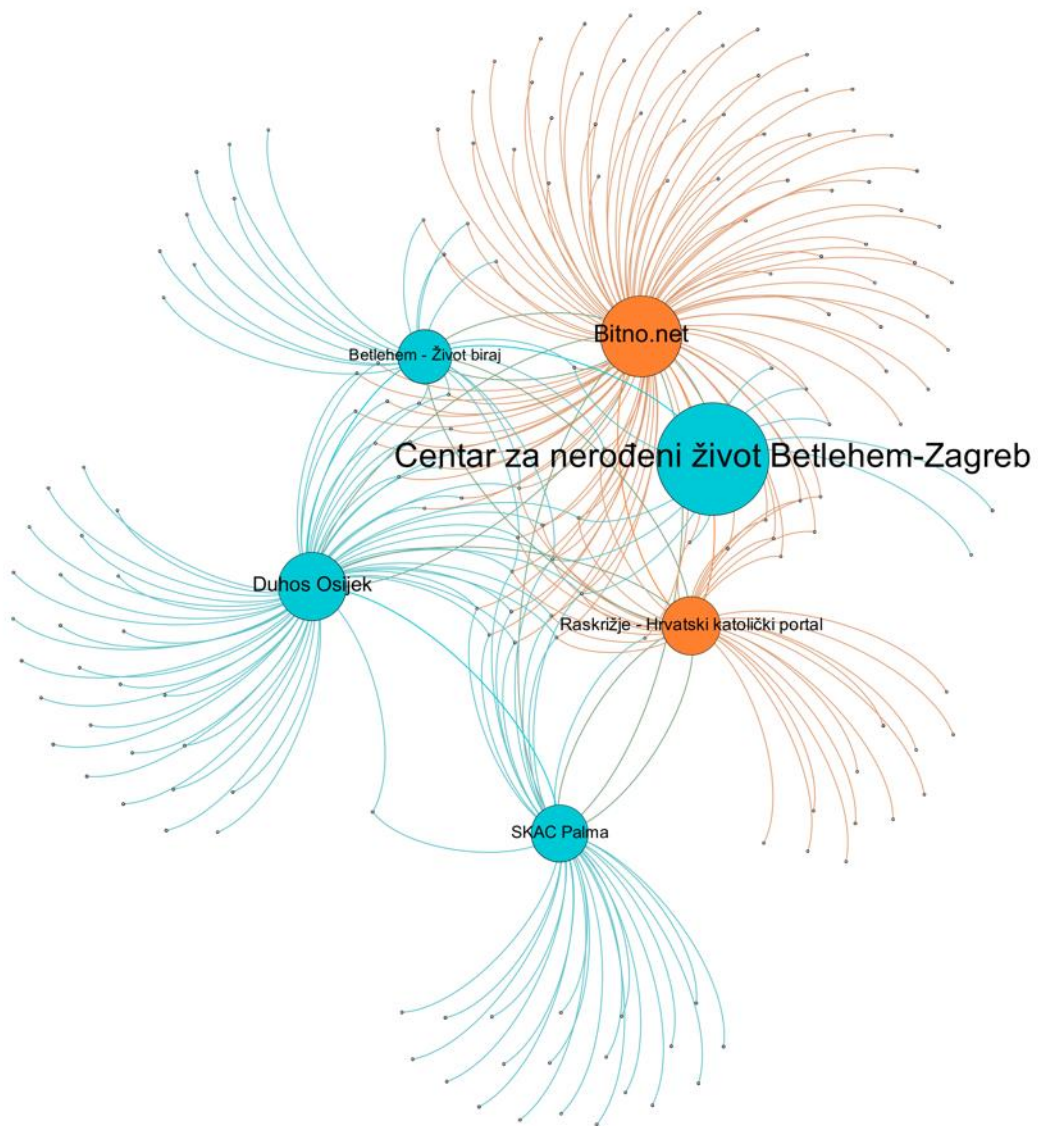 Bitno.net
Betlehem - Život biraj
Centar za nerođeni život Betlehem-Zagreb
Duhos Osijek
Raskrižje - Hrvatski katolički portal
SKAC Palma